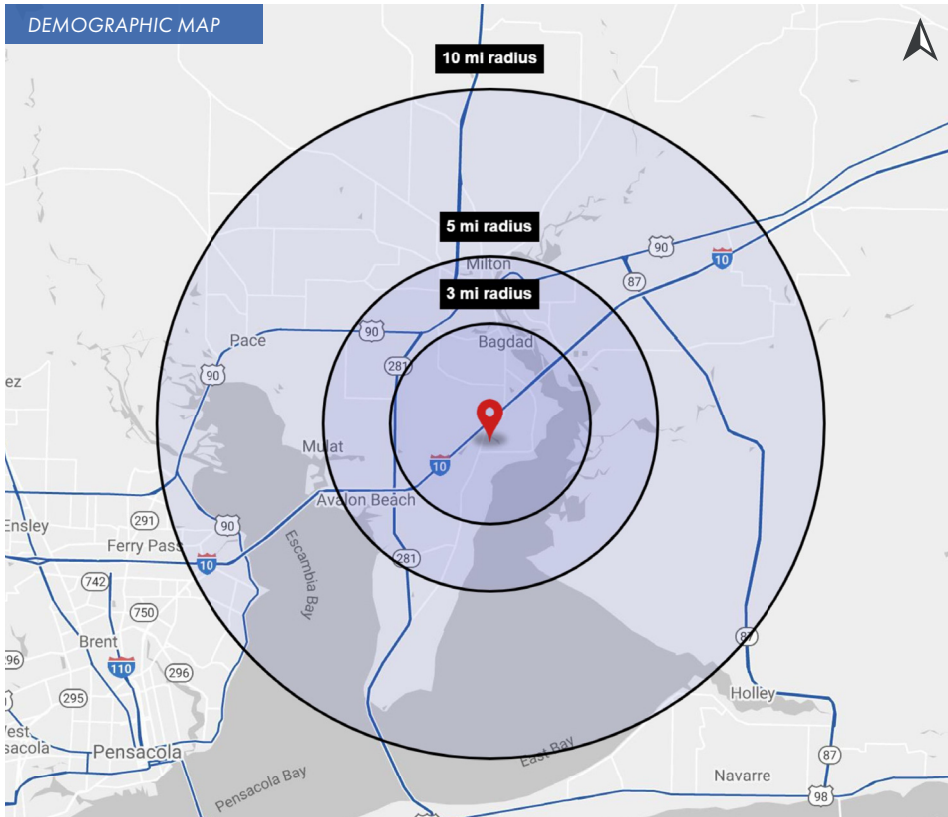 DEMOGRAPHIC MAP
10 mi radius
5 mi radius
90
Milton
10
87
3 mi radius
90
Pace
Bagdad
281
90
ez
Mulat
10
Avalon Beach
291
90
Ensley
Ferry Pass
Escambia Bay
281
10
742
750
Brent
87
296
110
296
295
Holley
Pensacola
East Bay
87
Navarre
Pensacola Bay
98